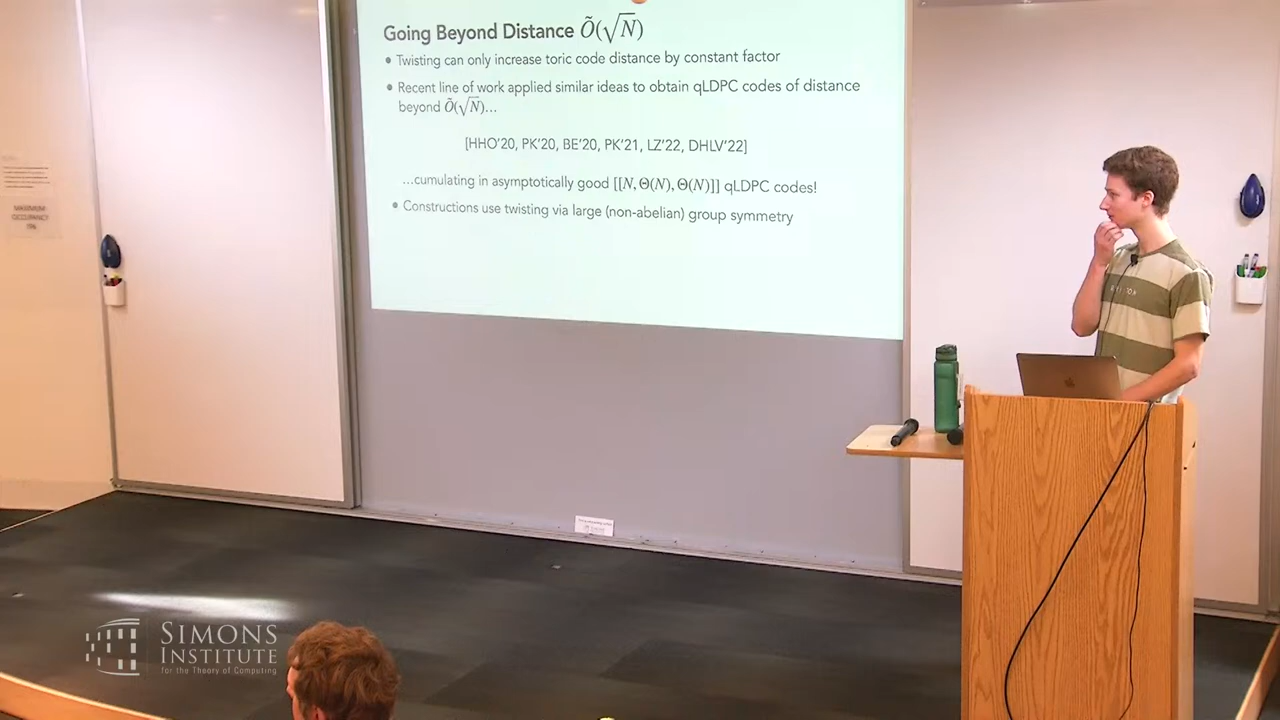 Going Beyond Distance Õ(√N)
• Twisting can only increase toric code distance by constant factor
• Recent line of work applied similar ideas to obtain qLDPC codes of distance
beyond Õ(√N)...
[HHO'20, PK'20, BE'20, PK'21, LZ'22, DHLV'22]
...cumulating in asymptotically good [[N, Θ(N), Θ(N)]] qLDPC codes!
• Constructions use twisting via large (non-abelian) group symmetry
MAXIMUM
OCCUPANCY
SIMONS
INSTITUTE
for the Theory of Computing